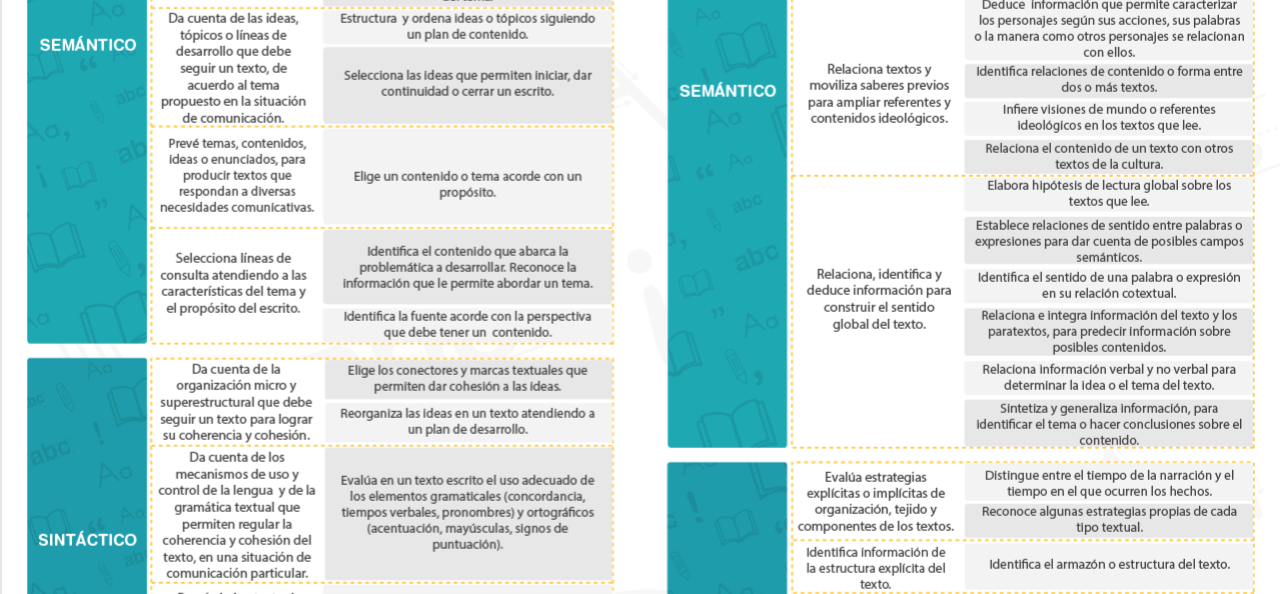 SEMÁNTICO
Da cuenta de las ideas,
tópicos o líneas de
desarrollo que debe
seguir un texto, de
acuerdo al tema
propuesto en la situación
de comunicación.
Estructura y ordena ideas o tópicos siguiendo
un plan de contenido.
Selecciona las ideas que permiten iniciar, dar
continuidad o cerrar un escrito.
Prevé temas, contenidos,
ideas o enunciados, para
producir textos que
respondan a diversas
necesidades comunicativas.
Elige un contenido o tema acorde con un
propósito.
Selecciona líneas de
consulta atendiendo a las
características del tema y
el propósito del escrito.
Identifica el contenido que abarca la
problemática a desarrollar. Reconoce la
información que le permite abordar un tema.
Identifica la fuente acorde con la perspectiva
que debe tener un contenido.
SINTÁCTICO
Da cuenta de la
organización micro y
superestructural que debe
seguir un texto para lograr
su coherencia y cohesión.
Elige los conectores y marcas textuales que
permiten dar cohesión a las ideas.
Reorganiza las ideas en un texto atendiendo a
un plan de desarrollo.
Da cuenta de los
mecanismos de uso y
control de la lengua y de la
gramática textual que
permiten regular la
coherencia y cohesión del
texto, en una situación de
comunicación particular.
Evalúa en un texto escrito el uso adecuado de
los elementos gramaticales (concordancia,
tiempos verbales, pronombres) y ortográficos
(acentuación, mayúsculas, signos de
puntuación).
SEMÁNTICO
Relaciona textos y
moviliza saberes previos
para ampliar referentes y
contenidos ideológicos.
Deduce información que permite caracterizar
los personajes según sus acciones, sus palabras
o la manera como otros personajes se relacionan
con ellos.
Identifica relaciones de contenido o forma entre
dos o más textos.
Infiere visiones de mundo o referentes
ideológicos en los textos que lee.
Relaciona el contenido de un texto con otros
textos de la cultura.
Relaciona, identifica y
deduce información para
construir el sentido
global del texto.
Elabora hipótesis de lectura global sobre los
textos que lee.
Establece relaciones de sentido entre palabras o
expresiones para dar cuenta de posibles campos
semánticos.
Identifica el sentido de una palabra o expresión
en su relación cotextual.
Relaciona e integra información del texto y los
paratextos, para predecir información sobre
posibles contenidos.
Relaciona información verbal y no verbal para
determinar la idea o el tema del texto.
Sintetiza y generaliza información, para
identificar el tema o hacer conclusiones sobre el
contenido.
Evalúa estrategias
explícitas o implícitas de
organización, tejido y
componentes de los textos.
Distingue entre el tiempo de la narración y el
tiempo en el que ocurren los hechos.
Reconoce algunas estrategias propias de cada
tipo textual.
Identifica información de
la estructura explícita del
texto.
Identifica el armazón o estructura del texto.